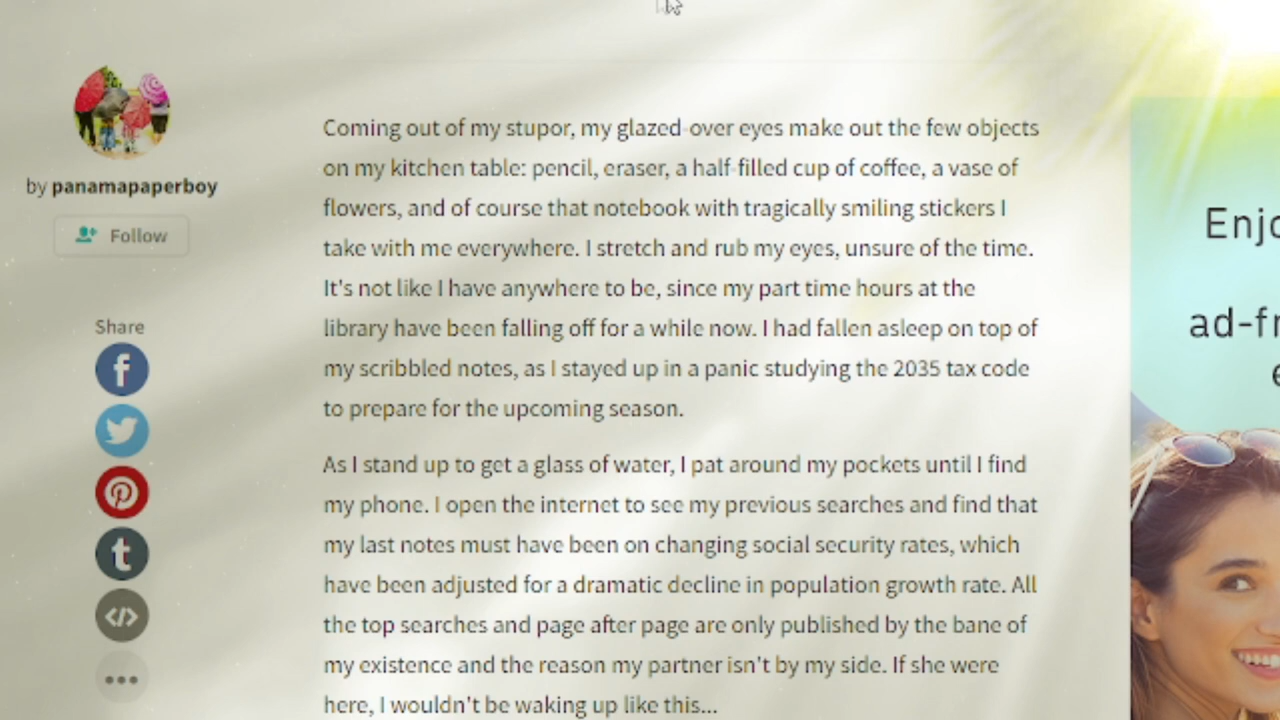 by panamapaperboy
Follow
Share
Coming out of my stupor, my glazed-over eyes make out the few objects
on my kitchen table: pencil, eraser, a half-filled cup of coffee, a vase of
flowers, and of course that notebook with tragically smiling stickers I
take with me everywhere. I stretch and rub my eyes, unsure of the time.
It's not like I have anywhere to be, since my part time hours at the
library have been falling off for a while now. I had fallen asleep on top of
my scribbled notes, as I stayed up in a panic studying the 2035 tax code
to prepare for the upcoming season.
As I stand up to get a glass of water, I pat around my pockets until I find
my phone. I open the internet to see my previous searches and find that
my last notes must have been on changing social security rates, which
have been adjusted for a dramatic decline in population growth rate. All
the top searches and page after page are only published by the bane of
my existence and the reason my partner isn't by my side. If she were
here, I wouldn't be waking up like this...